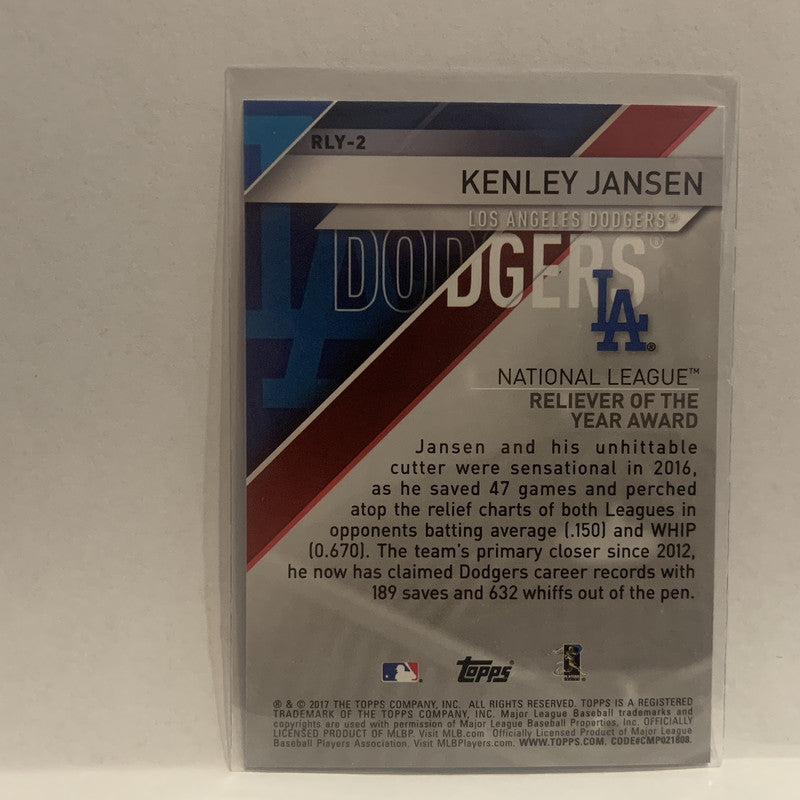 RLY-2
KENLEY JANSEN
LOS ANGELES DODGERS®
DODGERS®
LA®
NATIONAL LEAGUE™
RELIEVER OF THE
YEAR AWARD
Jansen and his unhittable
cutter were sensational in 2016,
as he saved 47 games and perched
atop the relief charts of both Leagues in
opponents batting average (.150) and WHIP
(0.670). The team's primary closer since 2012,
he now has claimed Dodgers career records with
189 saves and 632 whiffs out of the pen.
topps®
® & © 2017 THE TOPPS COMPANY, INC. ALL RIGHTS RESERVED. TOPPS IS A REGISTERED
TRADEMARK OF THE TOPPS COMPANY, INC. Major League Baseball trademarks and
copyrights are used with permission of Major League Baseball Properties, Inc. OFFICIALLY
LICENSED PRODUCT OF MLBP. Visit MLB.com Officially Licensed Product of Major League
Baseball Players Association. Visit MLBPlayers.com. WWW.TOPPS.COM. CODE#CMP021808.